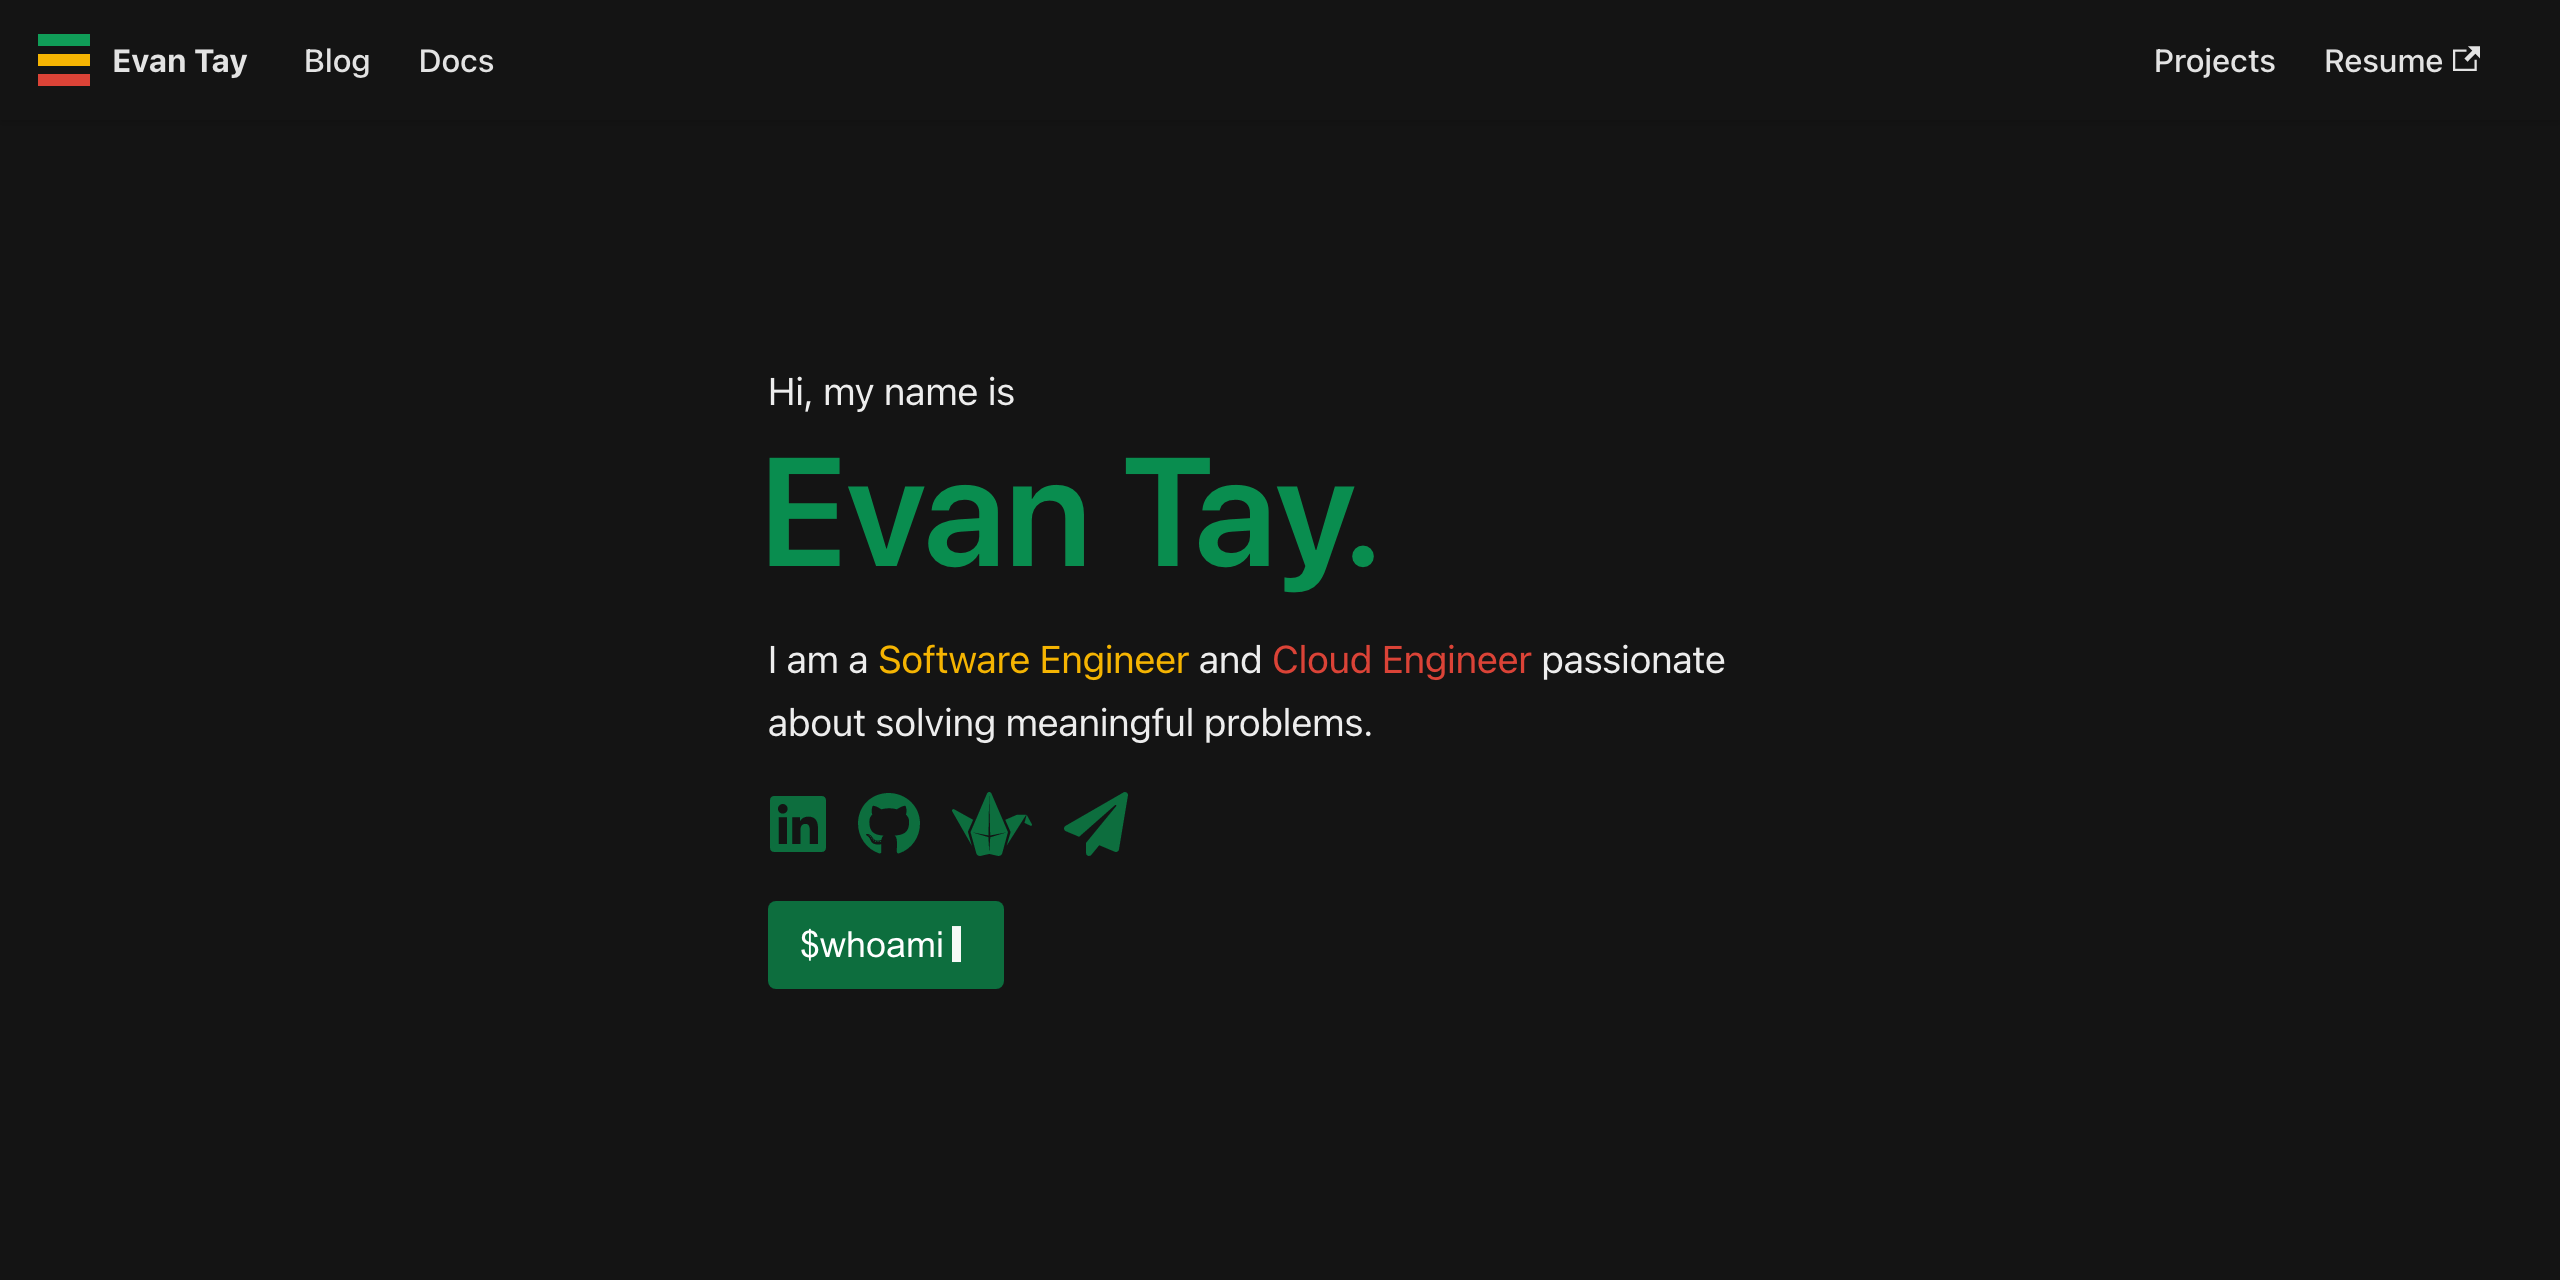 Evan Tay Blog Docs Projects Resume
Hi, my name is
Evan Tay.
I am a Software Engineer and Cloud Engineer passionate
about solving meaningful problems.
in
$whoami